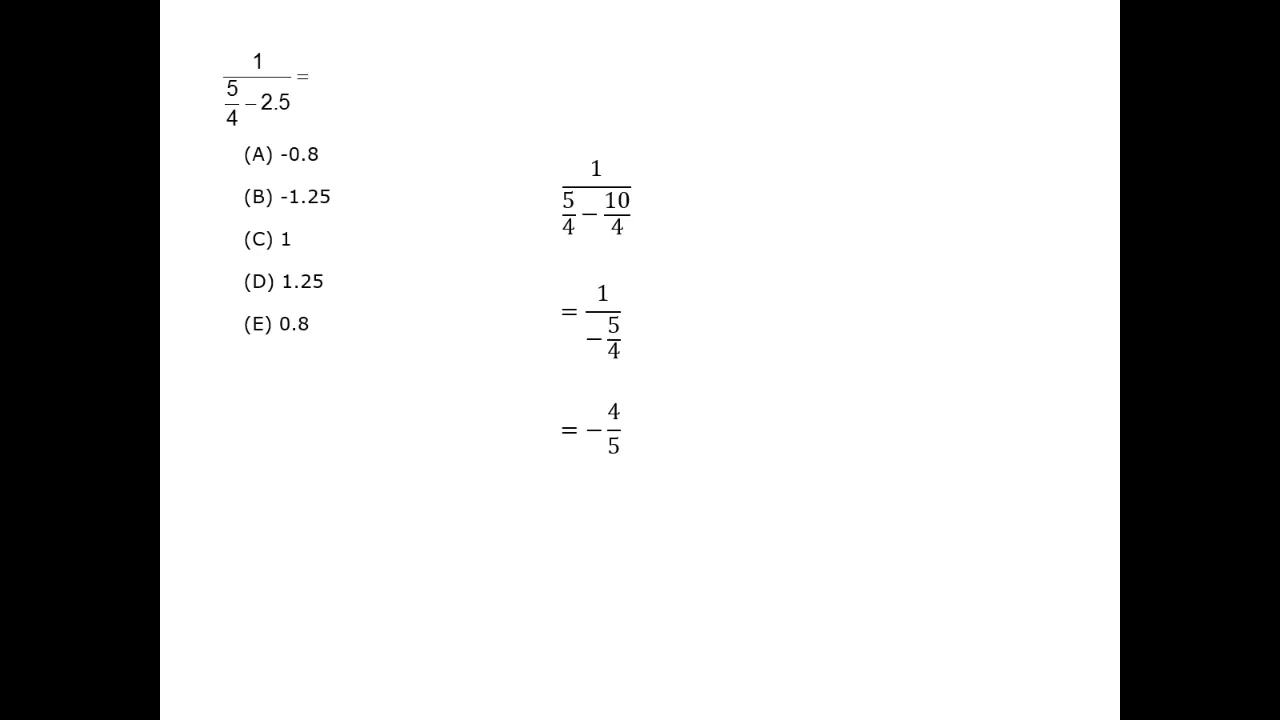 1
5
4 – 2.5 =
(A) -0.8
(B) -1.25
(C) 1
(D) 1.25
(E) 0.8
1
5 − 10
4 4
= 1
− 5
4
= − 4
5